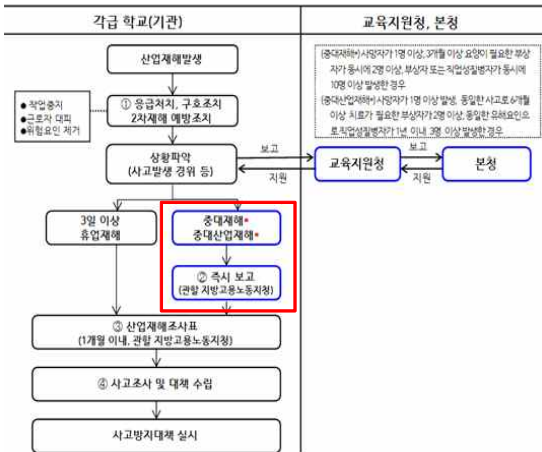 각급 학교(기관)
교육지원청, 본청
산업재해발생
(중대재해*) 사망자가 1명 이상, 3개월 이상 요양이 필요한 부상
자가 동시에 2명 이상, 부상자 또는 직업성질병자가 동시에
10명 이상 발생한 경우
(중대산업재해*) 사망자가 1명 이상 발생, 동일한 사고로 6개월
이상 치료가 필요한 부상자가 2명 이상, 동일한 유해요인으
로 직업성질병자가 1년 이내 3명 이상 발생한 경우
● 작업중지
●근로자 대피
●위험요인 제거
① 응급처치, 구호조치
2차재해 예방조치
상황파악
(사고발생 경위 등)
보고
지원
교육지원청
보고
지원
본청
3일 이상
휴업재해
중대재해*
중대산업재해*
② 즉시 보고
(관할 지방고용노동지청)
③ 산업재해조사표
(1개월 이내, 관할 지방고용노동지청)
④ 사고조사 및 대책 수립
사고방지대책 실시